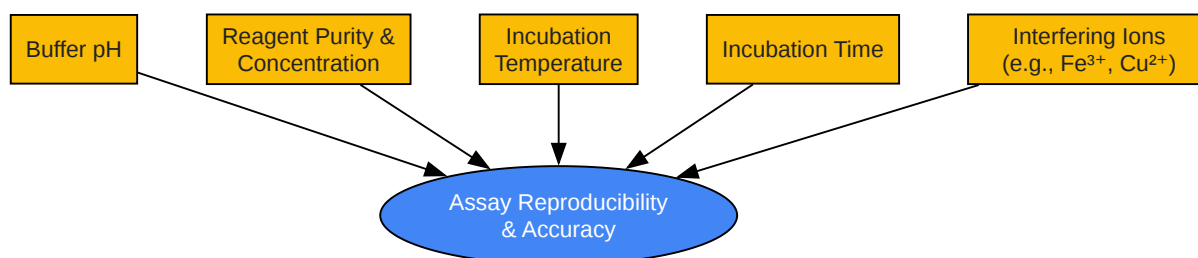 Buffer pH
Reagent Purity &
Concentration
Incubation
Temperature
Incubation Time
Interfering Ions
(e.g., Fe³⁺, Cu²⁺)
Assay Reproducibility
& Accuracy